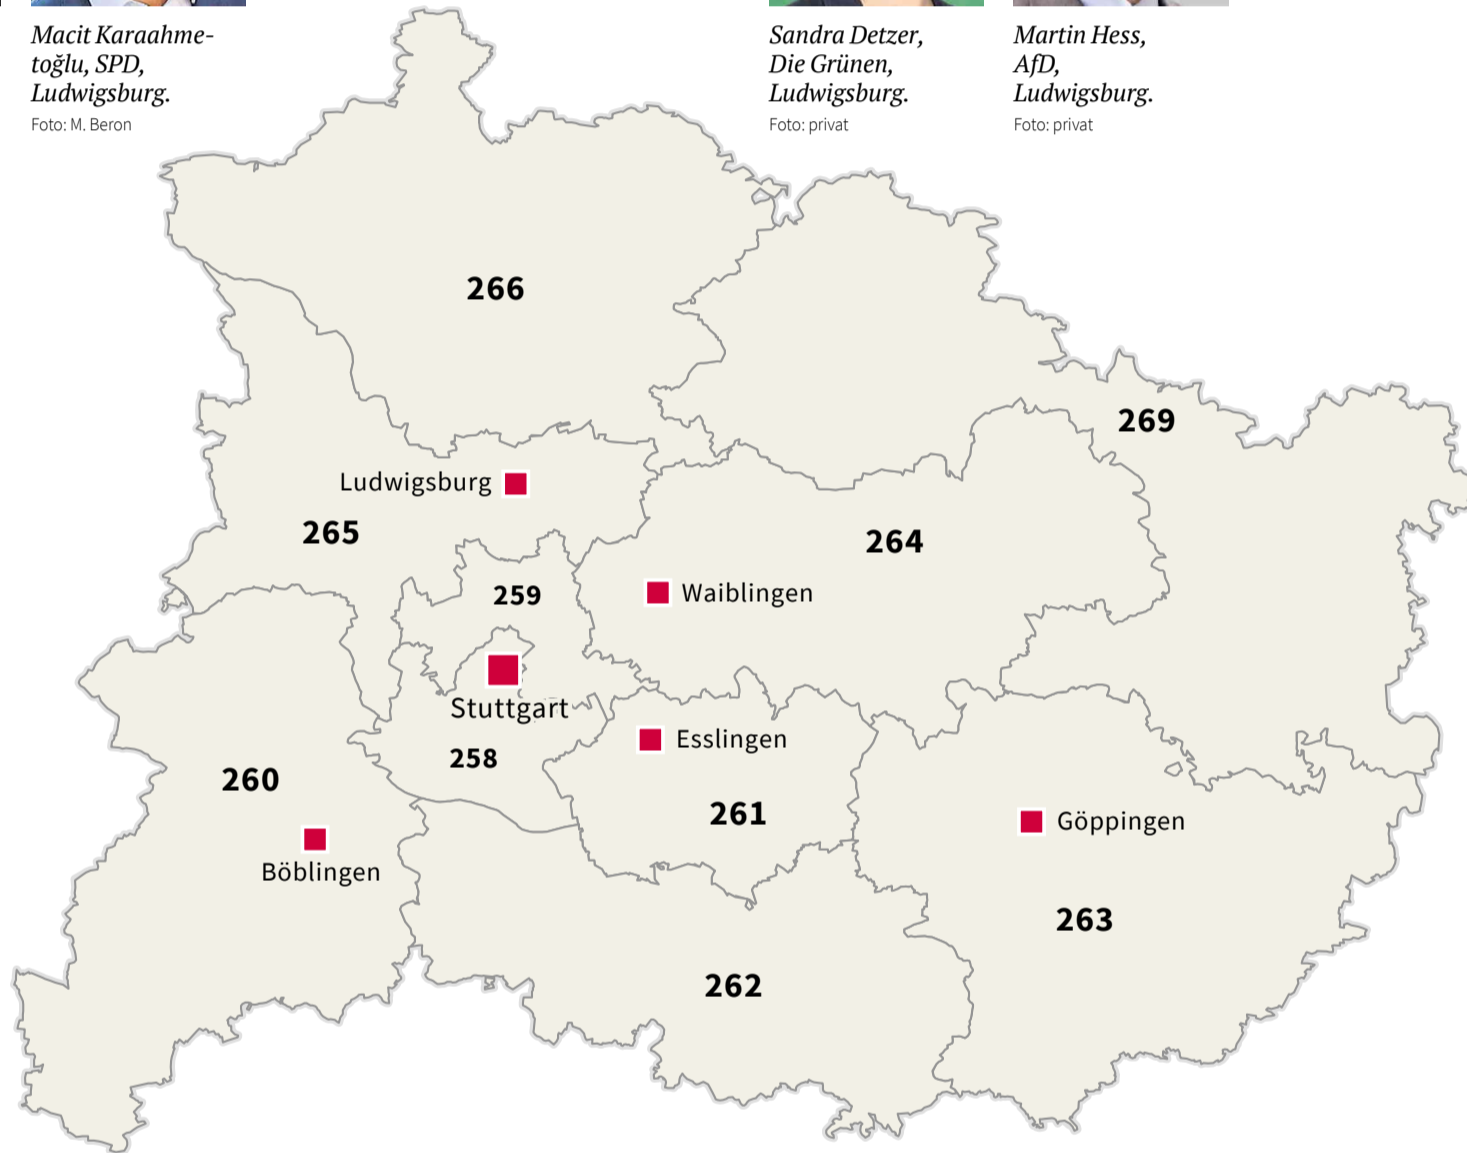 Macit Karaahme-
toğlu, SPD,
Ludwigsburg.
Foto: M. Beron
Sandra Detzer,
Die Grünen,
Ludwigsburg.
Foto: privat
Martin Hess,
AfD,
Ludwigsburg.
Foto: privat
266
269
Ludwigsburg
265
264
259
Waiblingen
Stuttgart
258
Esslingen
260
261
Göppingen
Böblingen
263
262